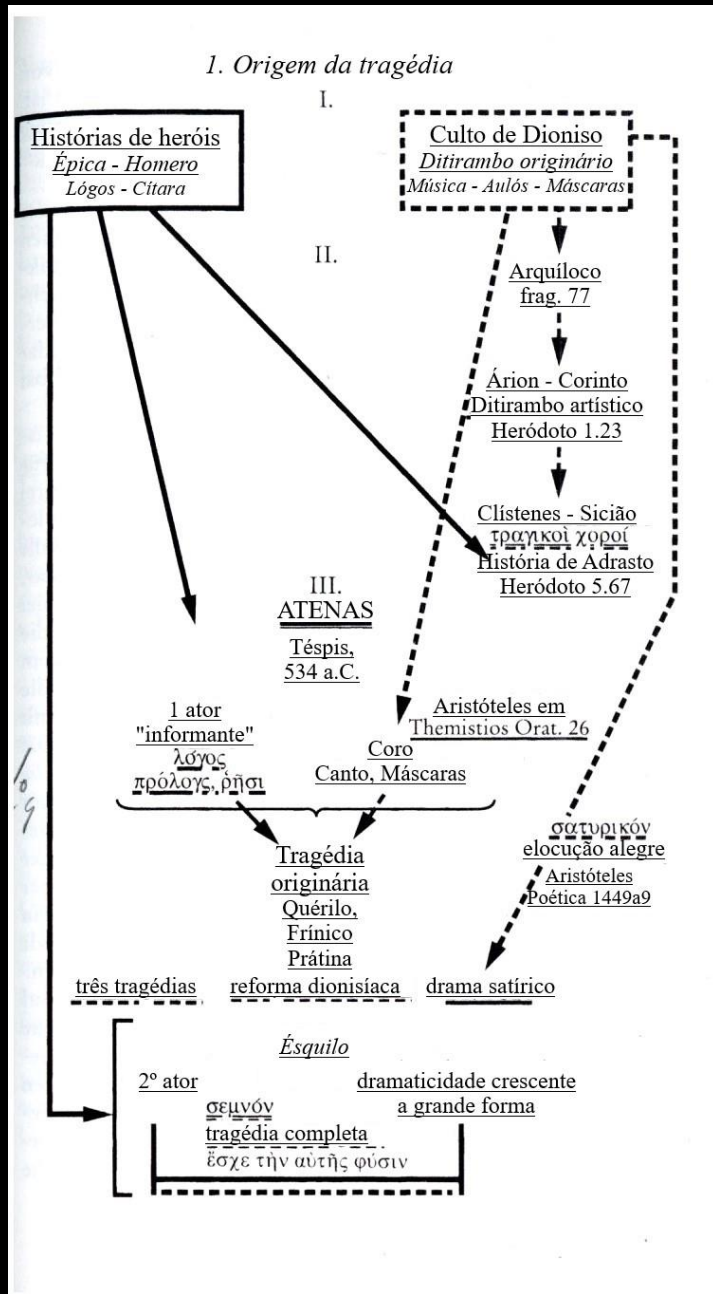 1. Origem da tragédia
I.
Histórias de heróis
Épica - Homero
Lógos - Cítara
Culto de Dioniso
Ditirambo originário
Música - Aulós - Máscaras
II.
Arquíloco
frag. 77
Árion - Corinto
Ditirambo artístico
Heródoto 1.23
Clístenes - Sicião
τραγικοὶ χοροί
História de Adrasto
Heródoto 5.67
III.
ATENAS
Téspis,
534 a.C.
1 ator
"informante"
λόγος
πρόλογς, ῥῆσι
Coro
Canto, Máscaras
Aristóteles em
Themistios Orat. 26
Tragédia
originária
Quérilo,
Frínico
Prátina
σατυρικόν
elocução alegre
Aristóteles
Poética 1449a9
três tragédias
reforma dionisíaca
drama satírico
Ésquilo
2º ator
dramaticidade crescente
a grande forma
σεμνόν
tragédia completa
ἔσχε τὴν αὑτῆς φύσιν